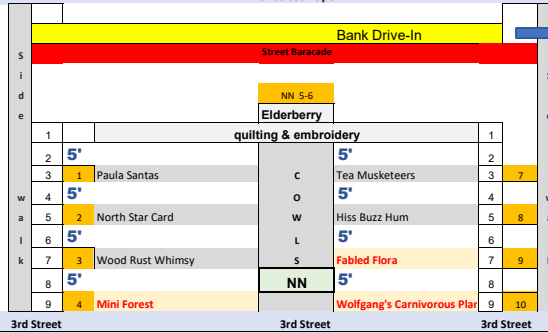 Bank Drive-In
Street Baracade
S i d e w a l k
NN 5-6
Elderberry
1 quilting & embroidery 1
2 5' 5' 2
3 1 Paula Santas C Tea Musketeers 3 7
4 5' O 5' 4
5 2 North Star Card W Hiss Buzz Hum 5 8
6 5' L 5' 6
7 3 Wood Rust Whimsy S Fabled Flora 7 9
8 5' NN 5' 8
9 4 Mini Forest Wolfgang's Carnivorous Plan 9 10
3rd Street 3rd Street 3rd Street